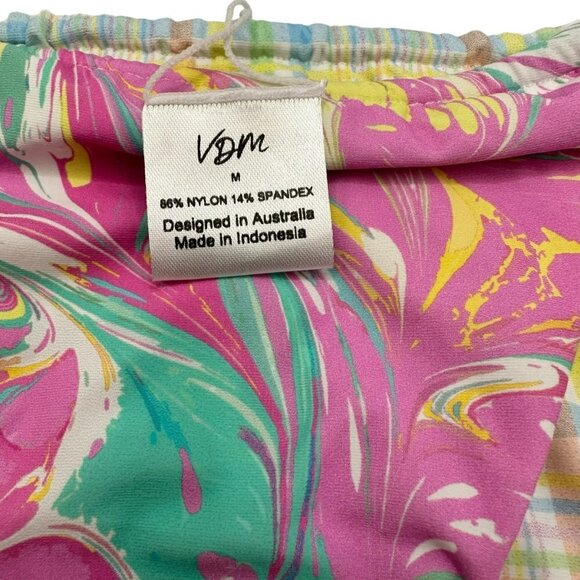 VDM
M
86% NYLON 14% SPANDEX
Designed in Australia
Made in Indonesia